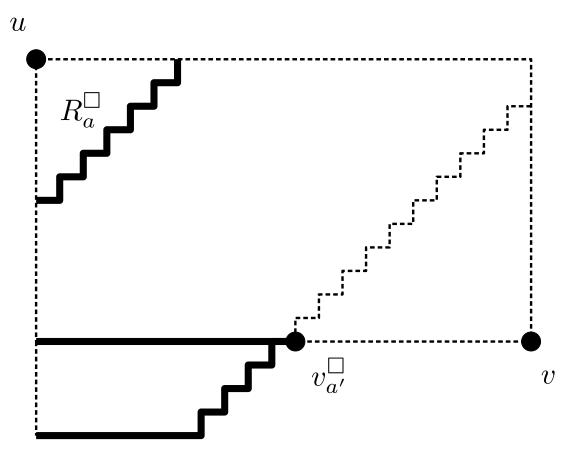 u
R_a^□
v_{a'}^□
v